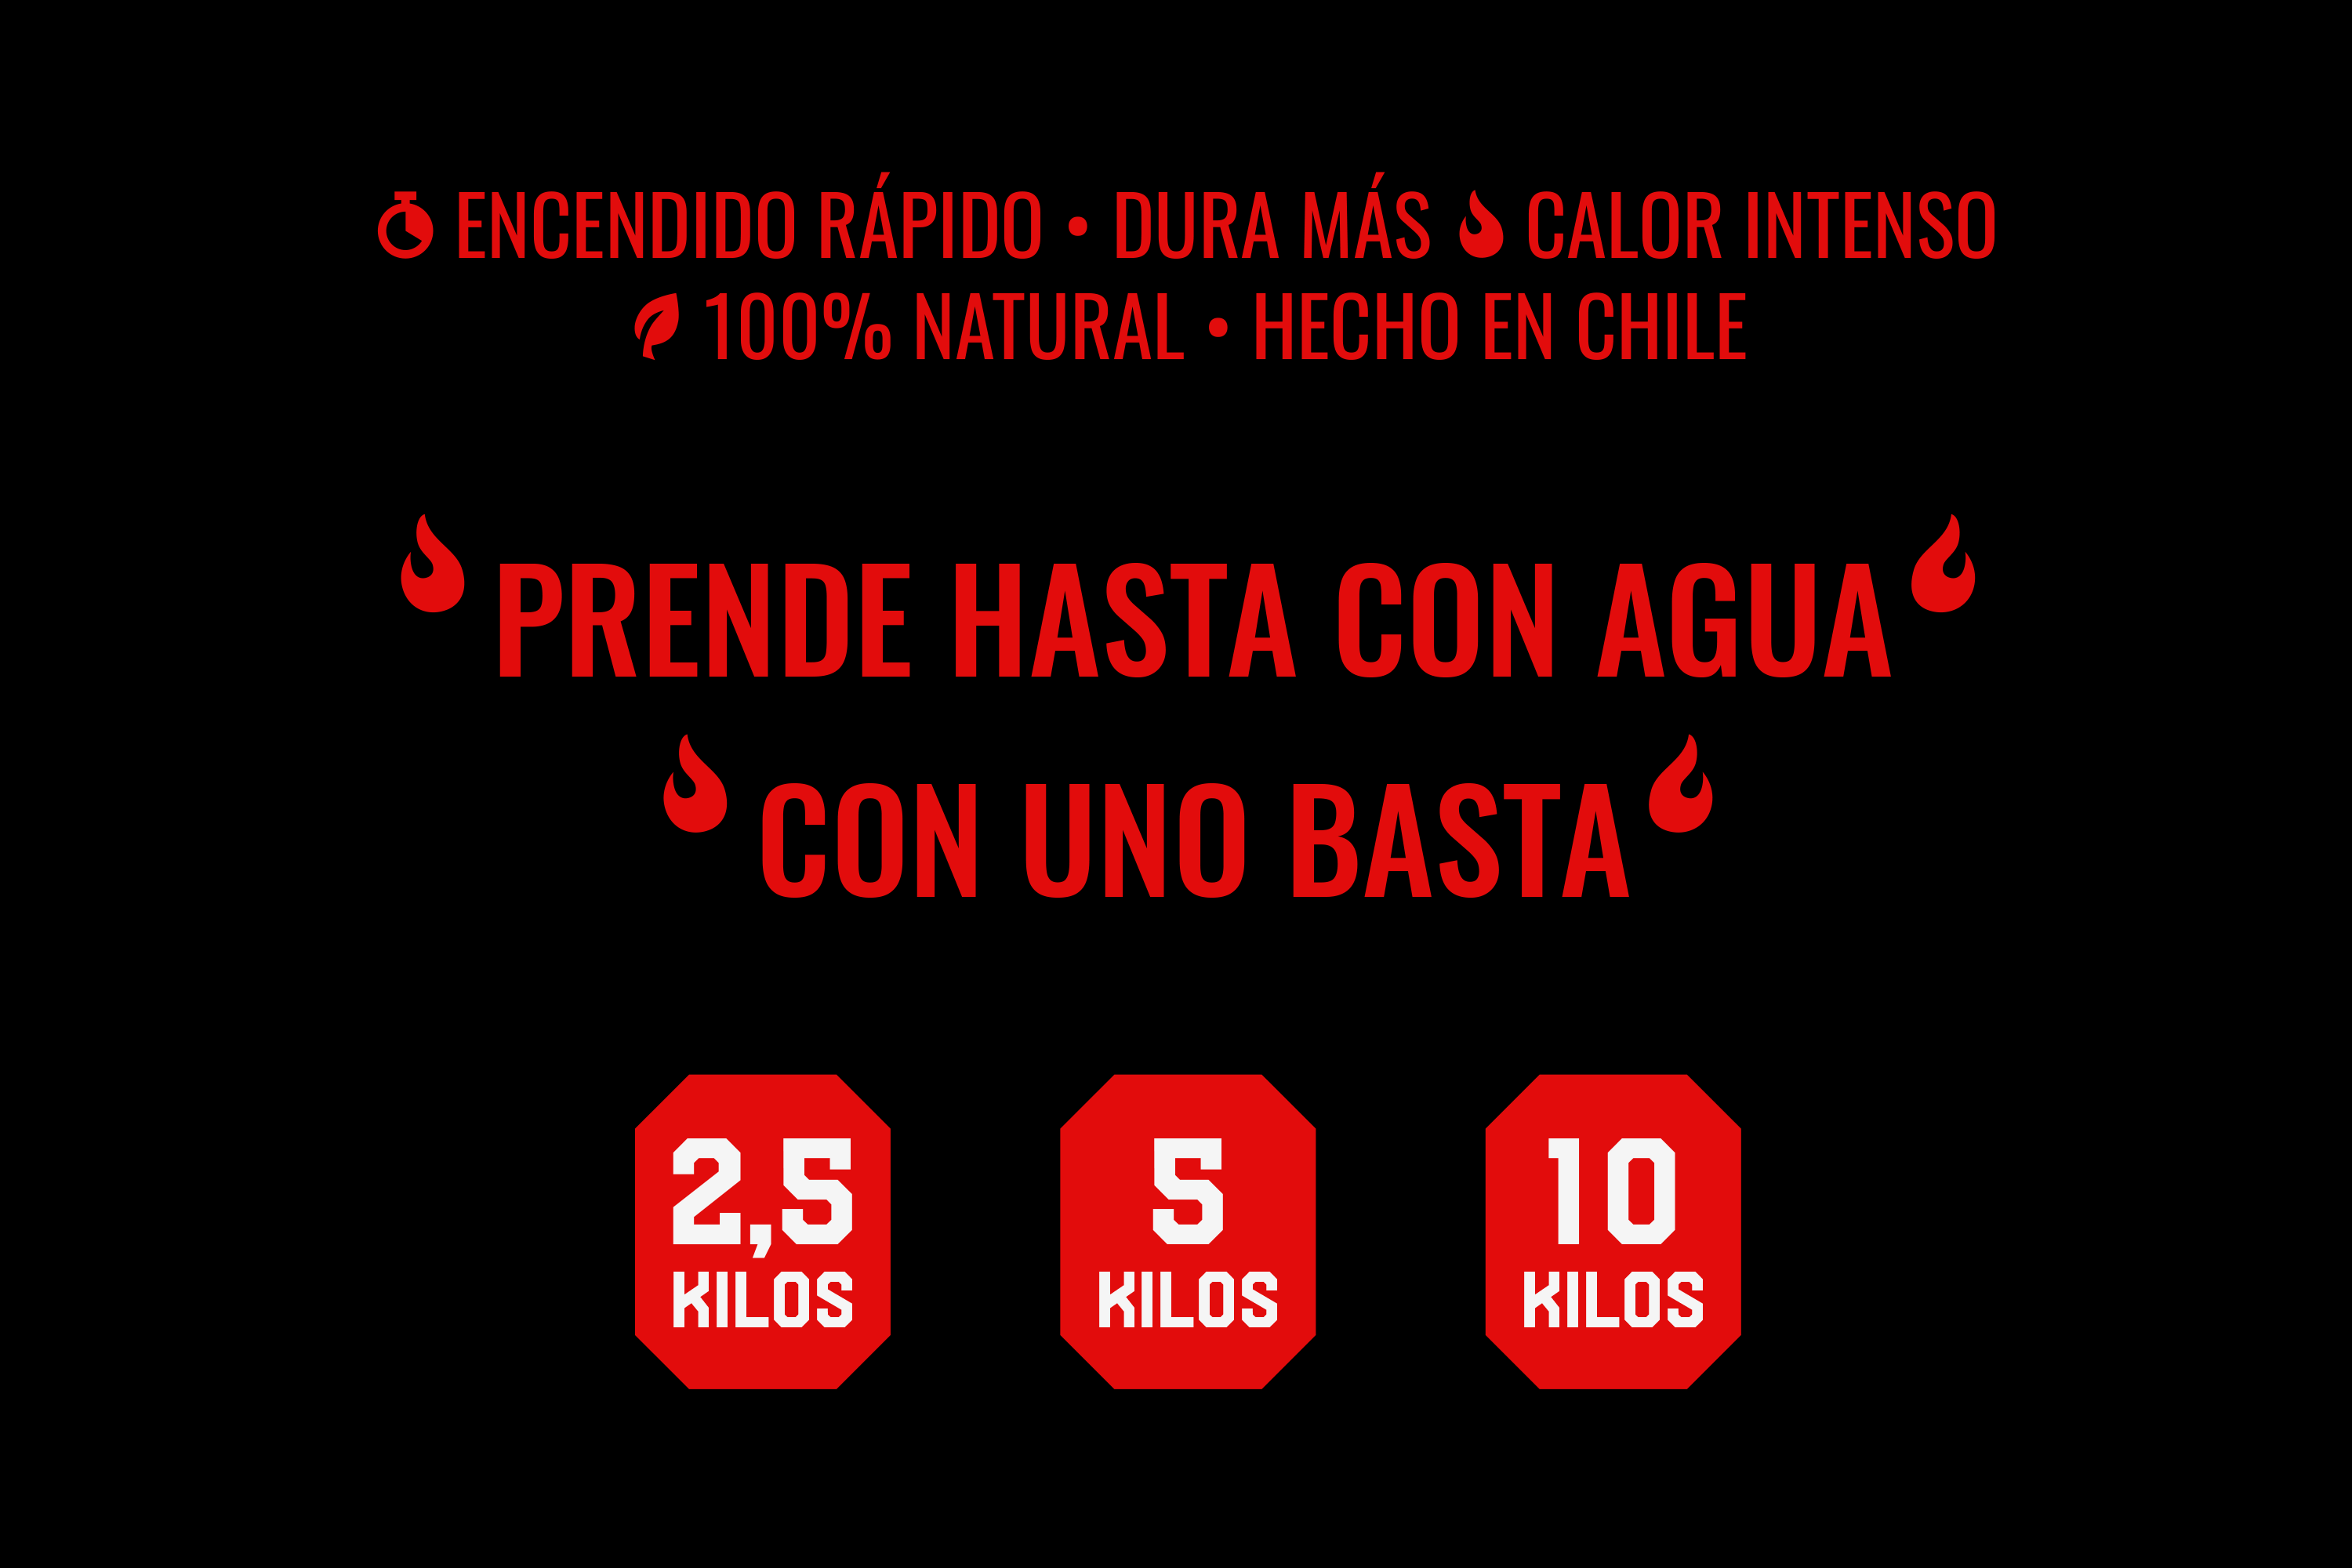 ENCENDIDO RÁPIDO • DURA MÁS CALOR INTENSO
100% NATURAL • HECHO EN CHILE
PRENDE HASTA CON AGUA
CON UNO BASTA
2,5 KILOS
5 KILOS
10 KILOS